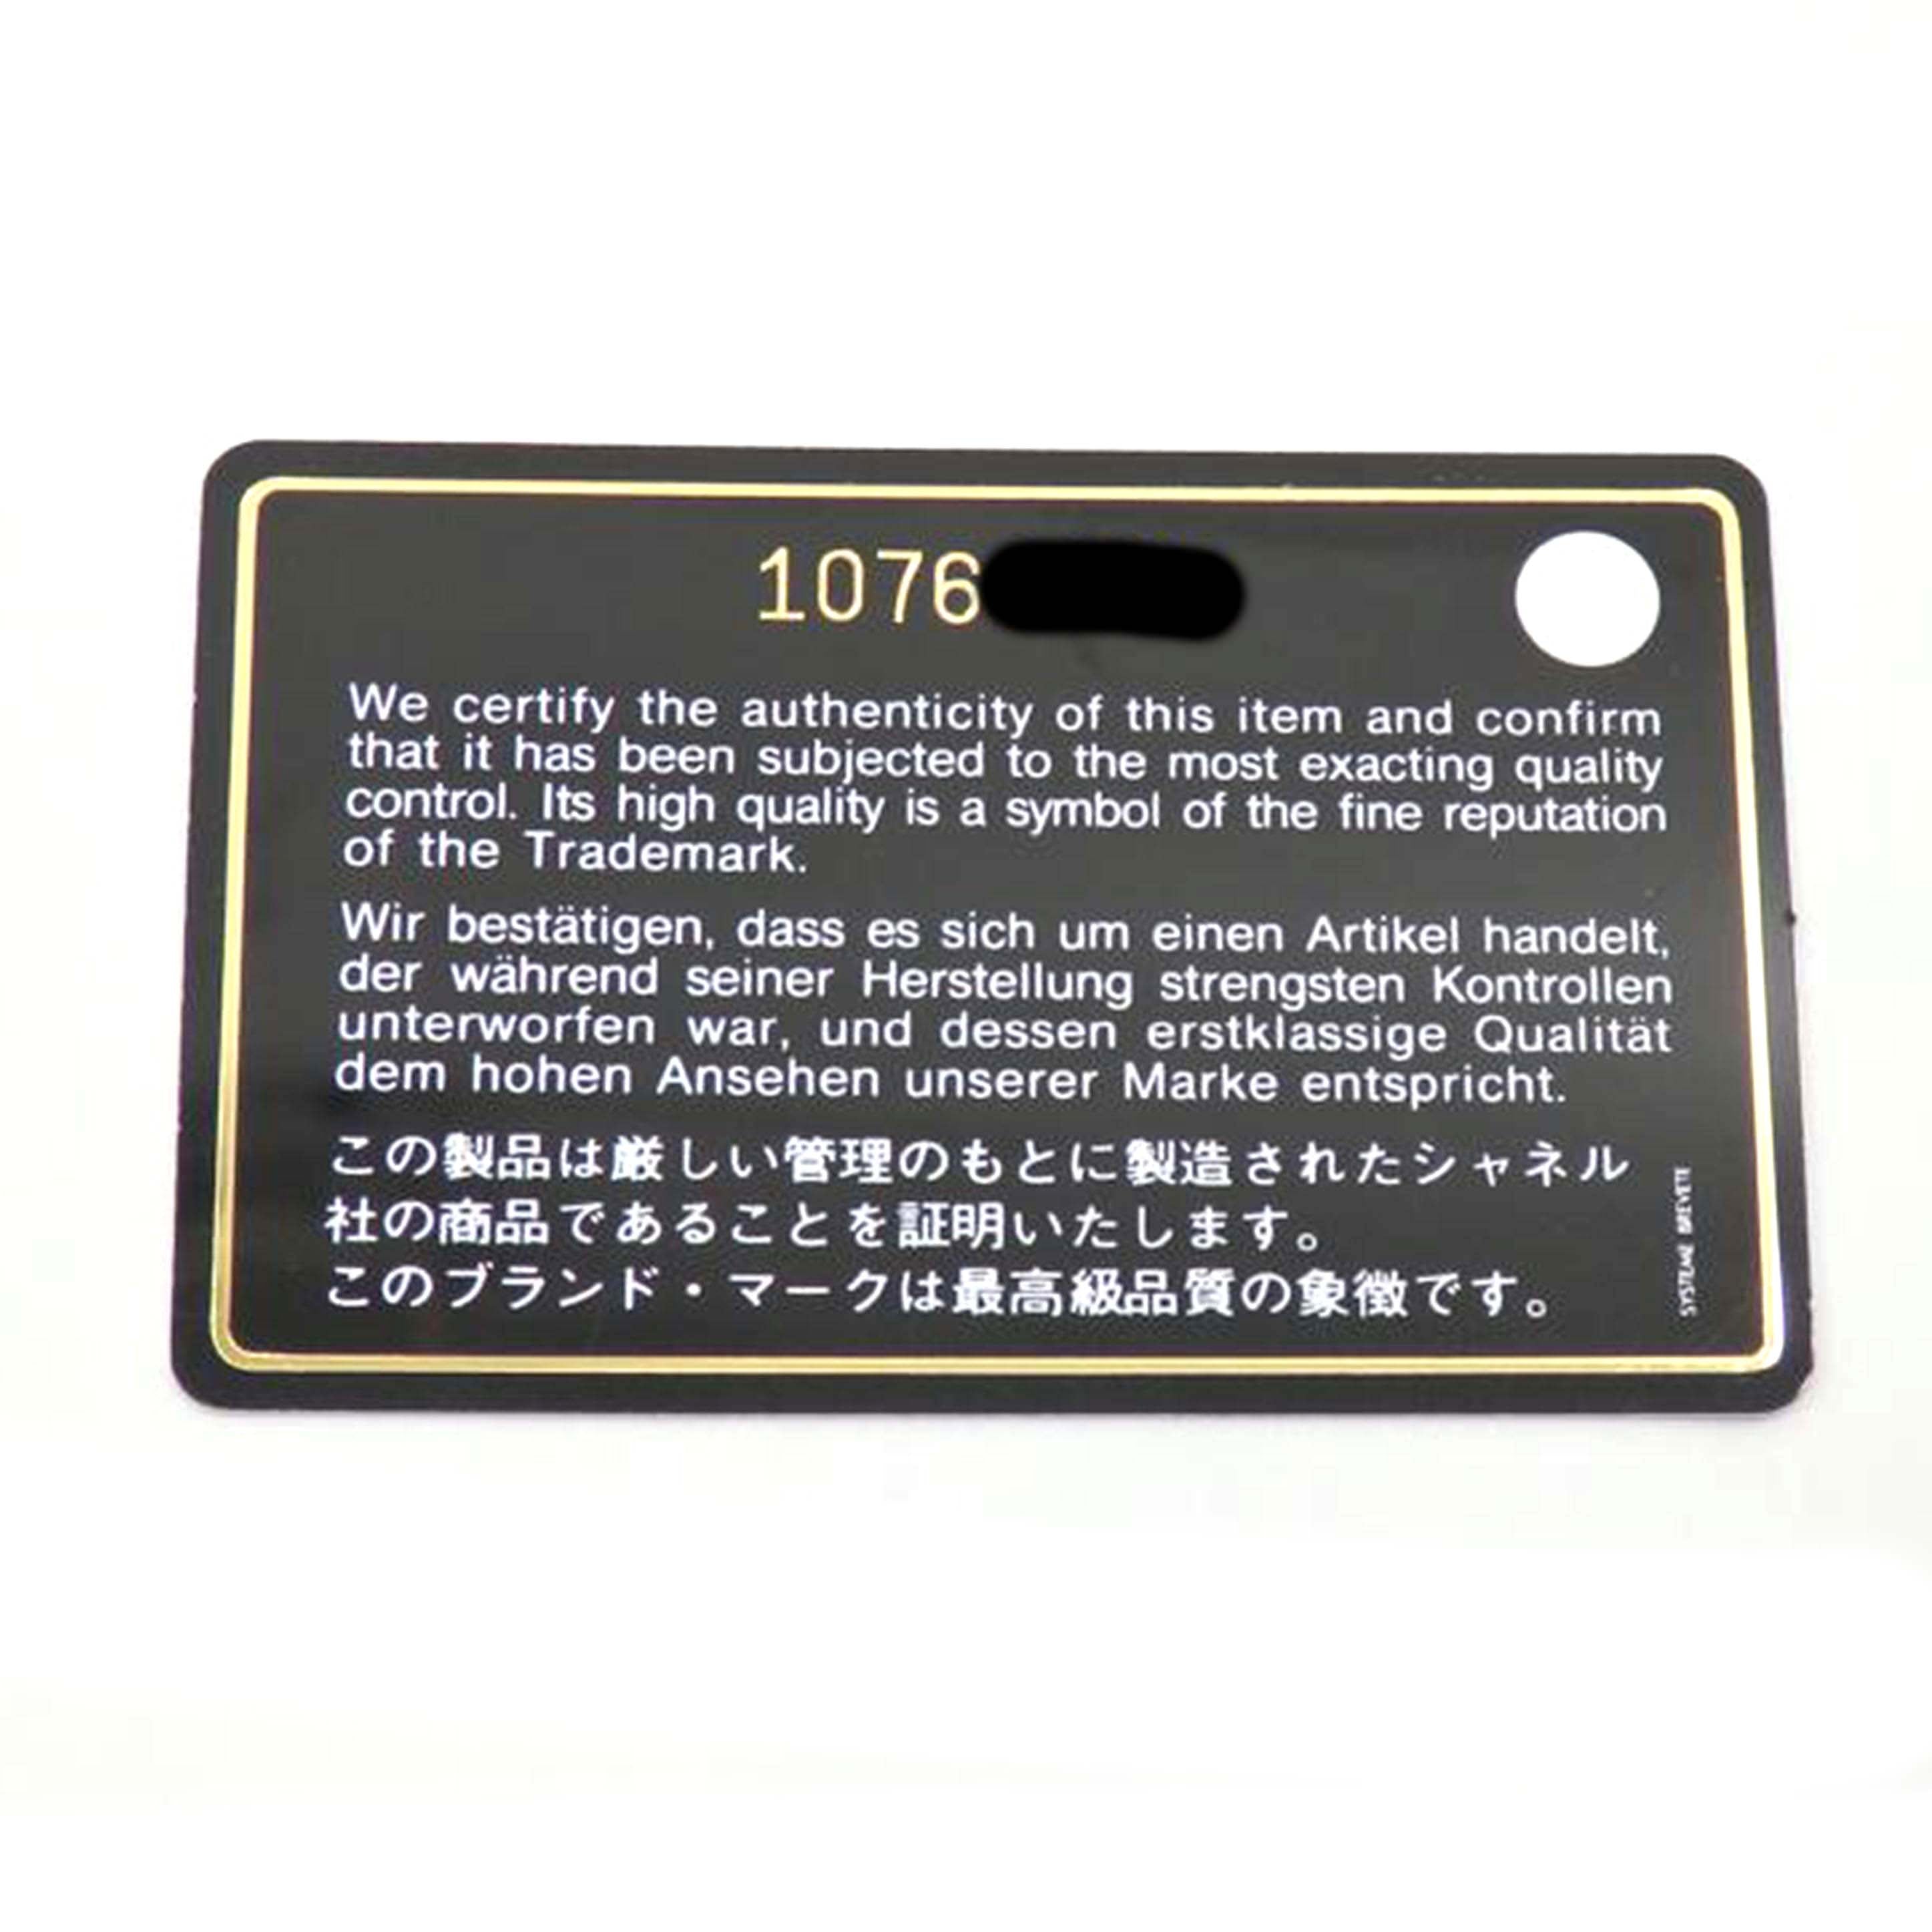 1076
We certify the authenticity of this item and confirm
that it has been subjected to the most exacting quality
control. Its high quality is a symbol of the fine reputation
of the Trademark.
Wir bestätigen, dass es sich um einen Artikel handelt,
der während seiner Herstellung strengsten Kontrollen
unterworfen war, und dessen erstklassige Qualität
dem hohen Ansehen unserer Marke entspricht.
この製品は厳しい管理のもとに製造されたシャネル
社の商品であることを証明いたします。
このブランド・マークは最高級品質の象徴です。
SYSTEME BREVETE